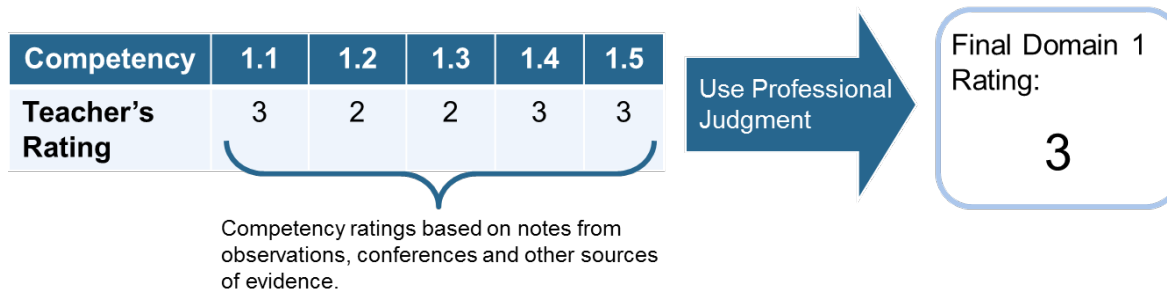 Competency 1.1 1.2 1.3 1.4 1.5
Teacher’s 3 2 2 3 3
Rating
Competency ratings based on notes from
observations, conferences and other sources
of evidence.
Use Professional
Judgment
Final Domain 1
Rating:
3